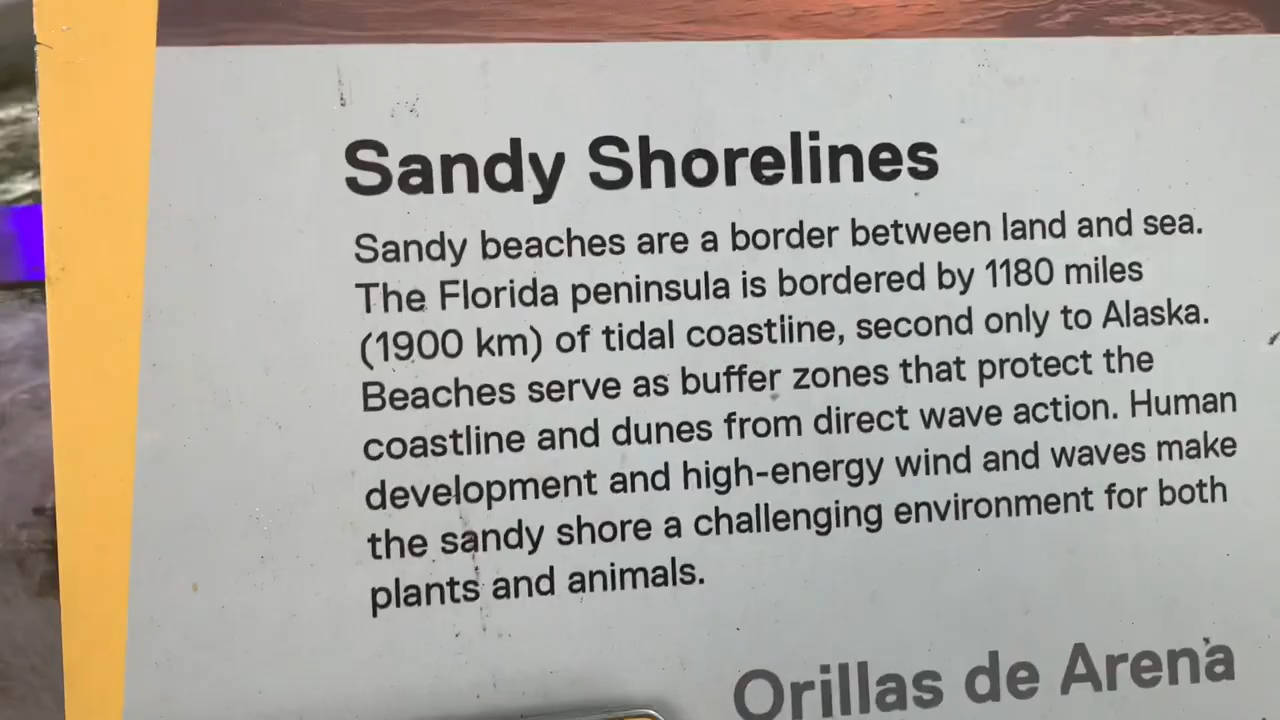 Sandy Shorelines
Sandy beaches are a border between land and sea.
The Florida peninsula is bordered by 1180 miles
(1900 km) of tidal coastline, second only to Alaska.
Beaches serve as buffer zones that protect the
coastline and dunes from direct wave action. Human
development and high-energy wind and waves make
the sandy shore a challenging environment for both
plants and animals.
Orillas de Arena